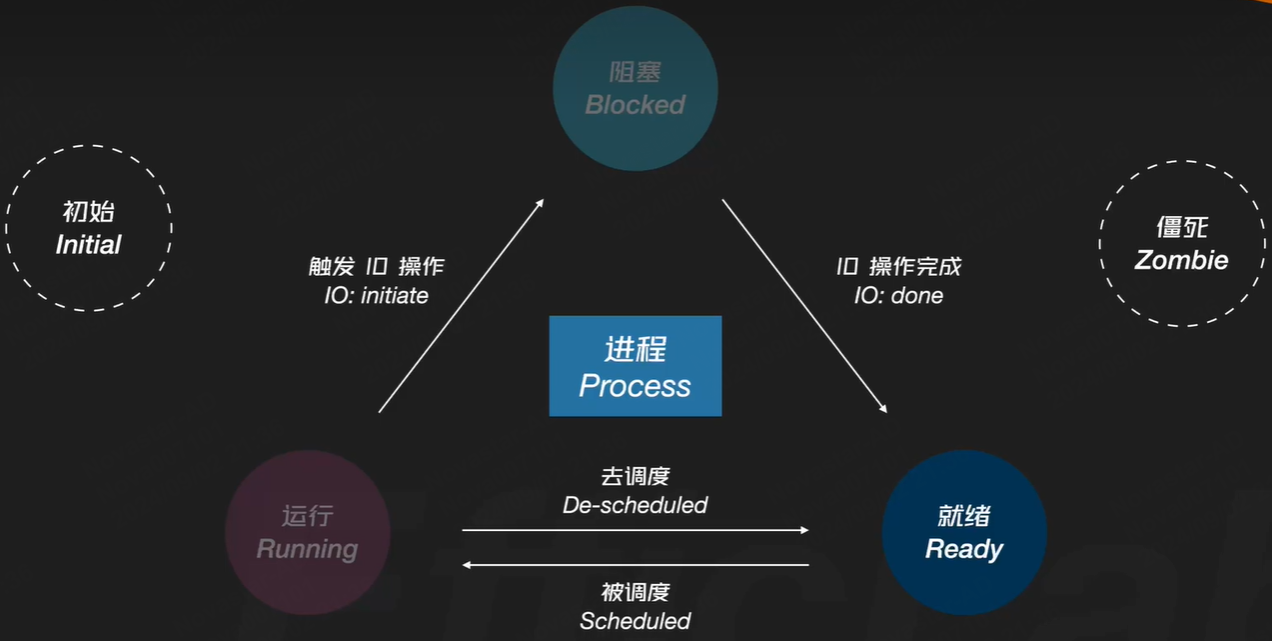 阻塞
Blocked
初始
Initial
僵死
Zombie
触发 IO 操作
IO: initiate
IO 操作完成
IO: done
进程
Process
去调度
De-scheduled
运行
Running
就绪
Ready
被调度
Scheduled